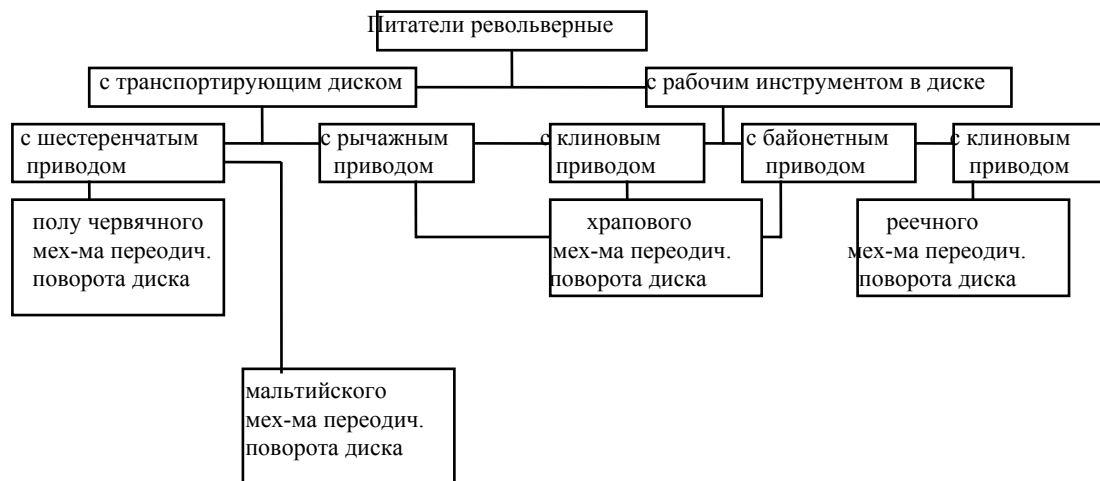 Питатели револьверные
с транспортирующим диском
с рабочим инструментом в диске
с шестеренчатым
приводом
с рычажным
приводом
с клиновым
приводом
с байонетным
приводом
с клиновым
приводом
полу червячного
мех-ма переодич.
поворота диска
храпового
мех-ма переодич.
поворота диска
реечного
мех-ма переодич.
поворота диска
мальтийского
мех-ма переодич.
поворота диска